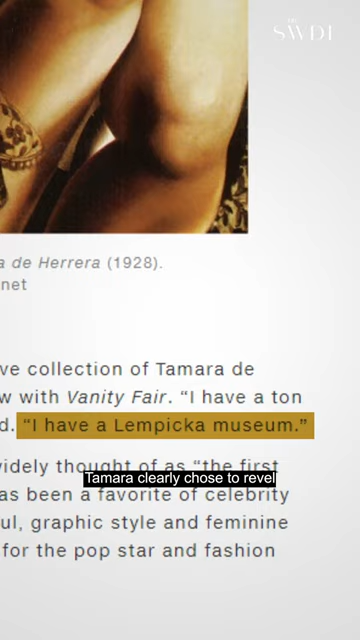 THE
SAVDI
a de Herrera (1928).
net
ve collection of Tamara de
w with Vanity Fair. “I have a ton
d. “I have a Lempicka museum.”
widely thought of as “the first
Tamara clearly chose to revel
as been a favorite of celebrity
ul, graphic style and feminine
for the pop star and fashion